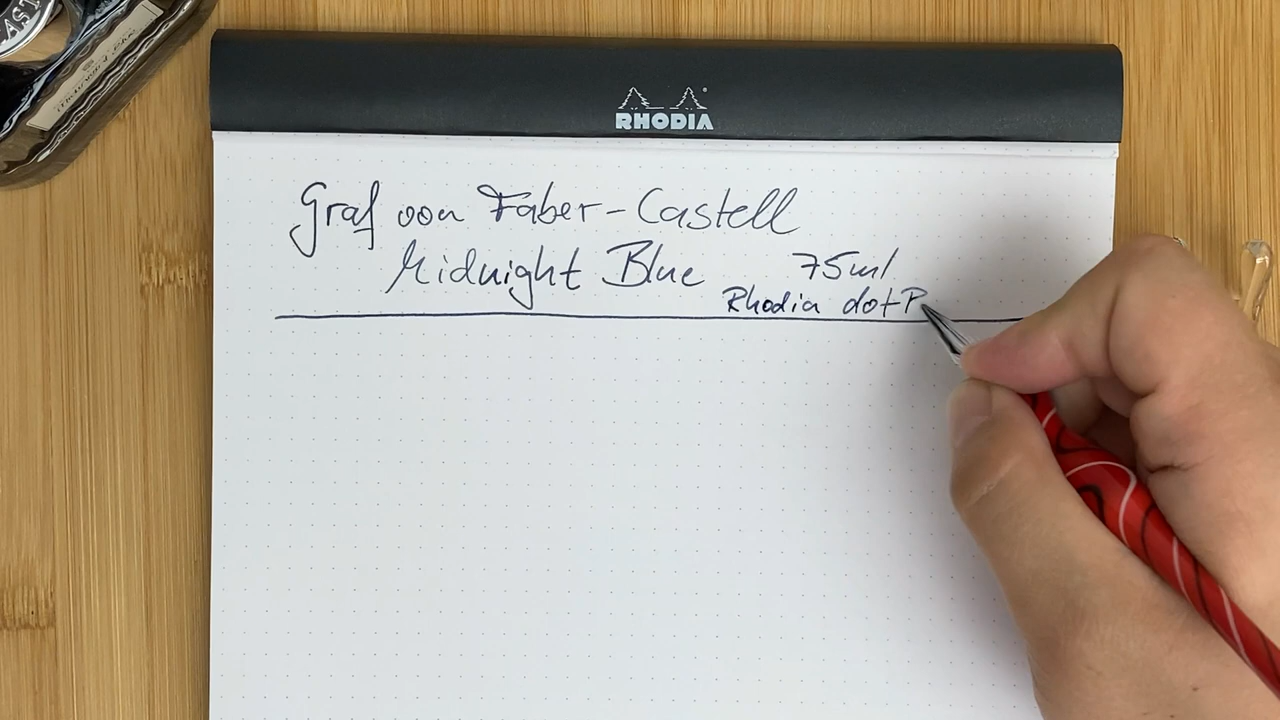 RHODIA
Graf von Faber-Castell
Midnight Blue 75ml
Rhodia dotP